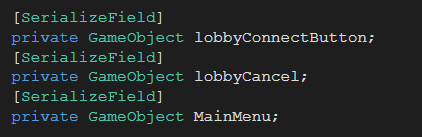 [SerializeField]
private GameObject lobbyConnectButton;
[SerializeField]
private GameObject lobbyCancel;
[SerializeField]
private GameObject MainMenu;